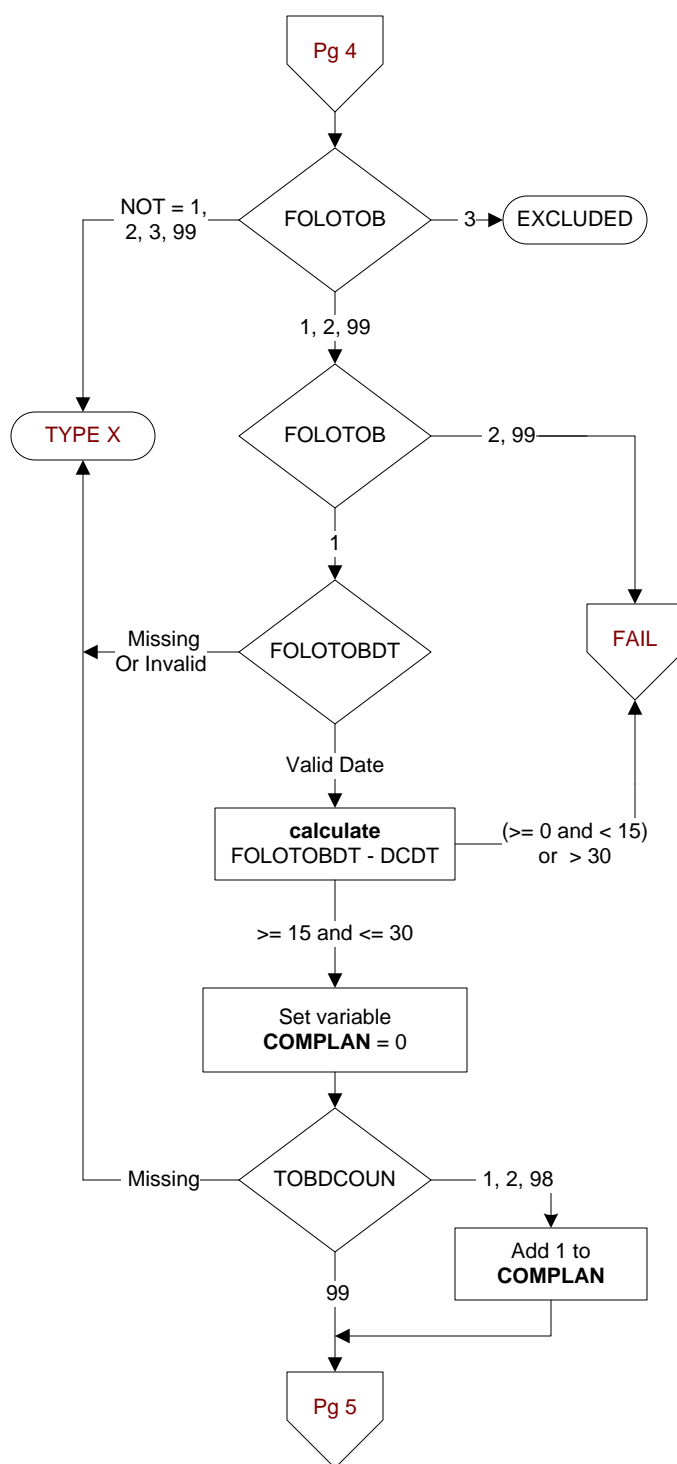 Pg 4
NOT = 1,
2, 3, 99
FOLOTOB
3
EXCLUDED
1, 2, 99
TYPE X
FOLOTOB
2, 99
1
Missing
Or Invalid
FOLOTOBDT
FAIL
Valid Date
calculate
FOLOTOBDT - DCDT
(>= 0 and < 15)
or > 30
>= 15 and <= 30
Set variable
COMPLAN = 0
Missing
TOBDCOUN
1, 2, 98
Add 1 to
COMPLAN
99
Pg 5